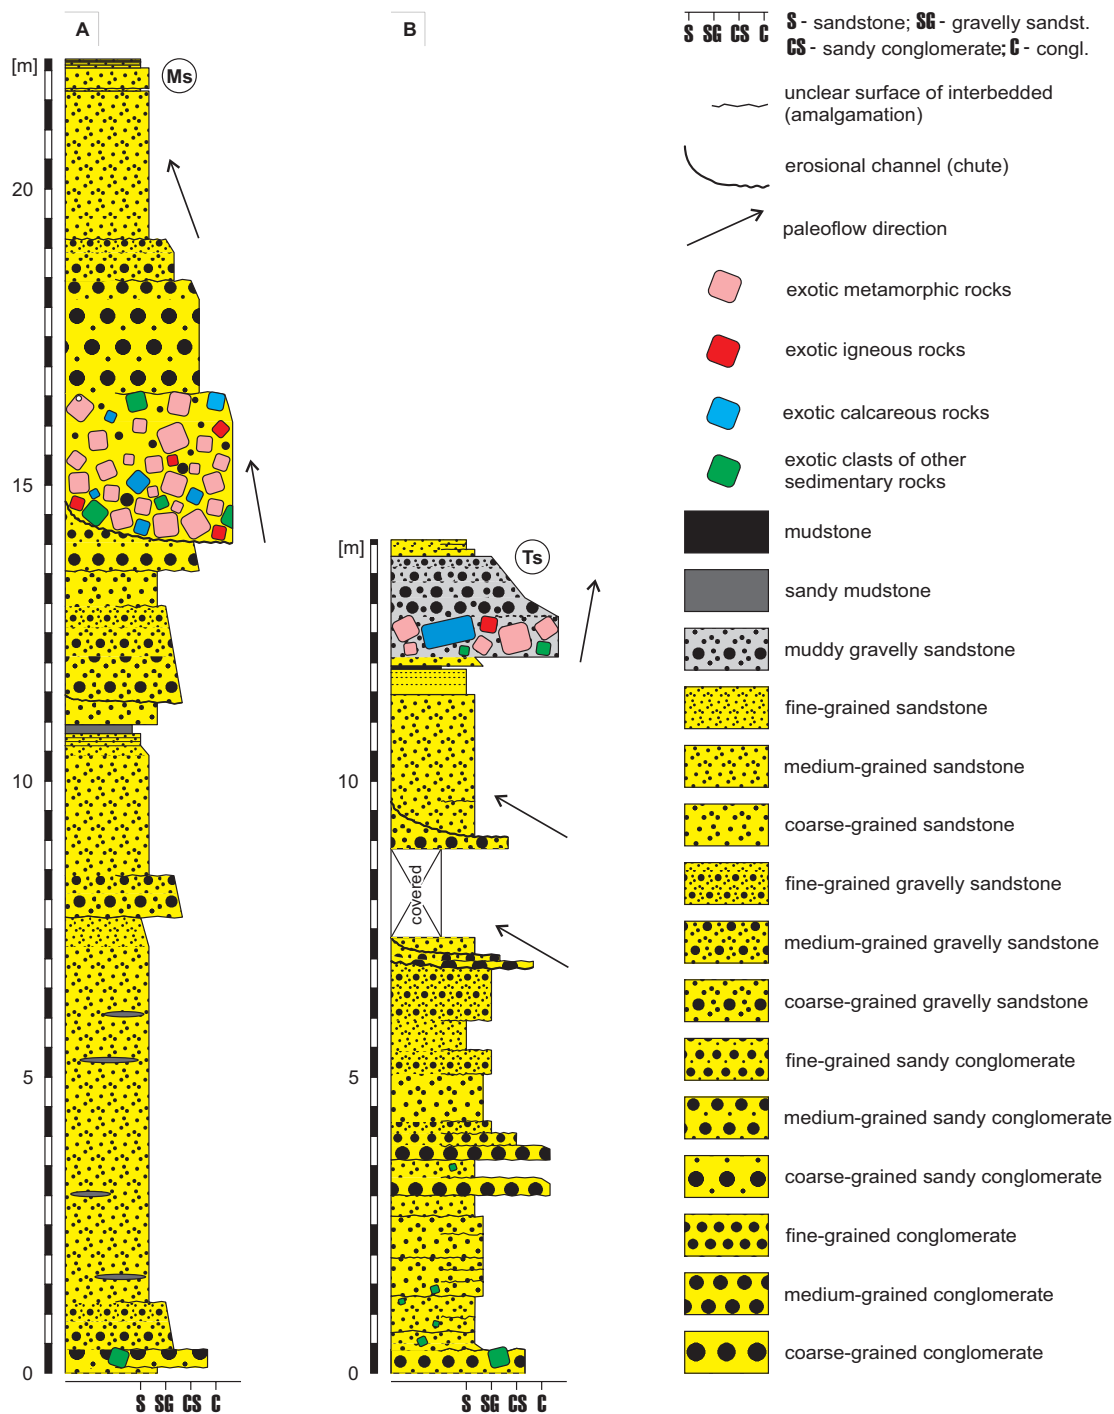 A
[m]
Ms
20
15
10
5
0
S SG CS C
B
[m]
Ts
10
covered
5
0
S SG CS C
S SG CS C
S - sandstone; SG - gravelly sandst.
CS - sandy conglomerate; C - congl.
unclear surface of interbedded
(amalgamation)
erosional channel (chute)
paleoflow direction
exotic metamorphic rocks
exotic igneous rocks
exotic calcareous rocks
exotic clasts of other
sedimentary rocks
mudstone
sandy mudstone
muddy gravelly sandstone
fine-grained sandstone
medium-grained sandstone
coarse-grained sandstone
fine-grained gravelly sandstone
medium-grained gravelly sandstone
coarse-grained gravelly sandstone
fine-grained sandy conglomerate
medium-grained sandy conglomerate
coarse-grained sandy conglomerate
fine-grained conglomerate
medium-grained conglomerate
coarse-grained conglomerate